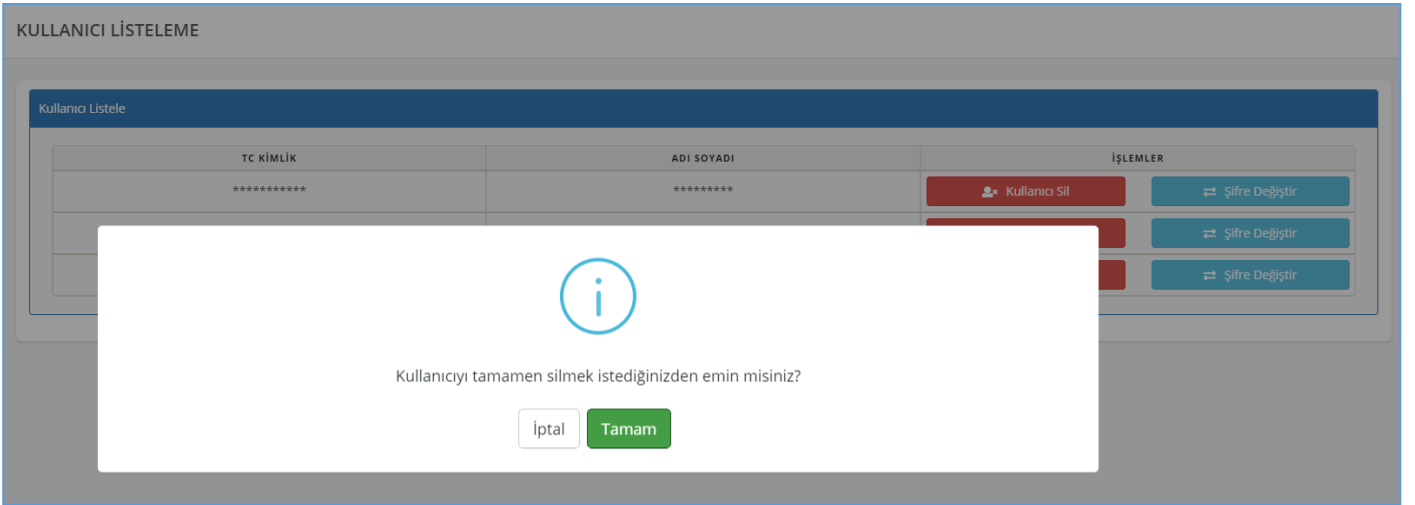 KULLANICI LİSTELEME
Kullanıcı Listele
TC KİMLİK ADI SOYADI İŞLEMLER
*********** ********* Kullanıcı Sil Şifre Değiştir
Şifre Değiştir
Şifre Değiştir
Kullanıcıyı tamamen silmek istediğinizden emin misiniz?
İptal Tamam